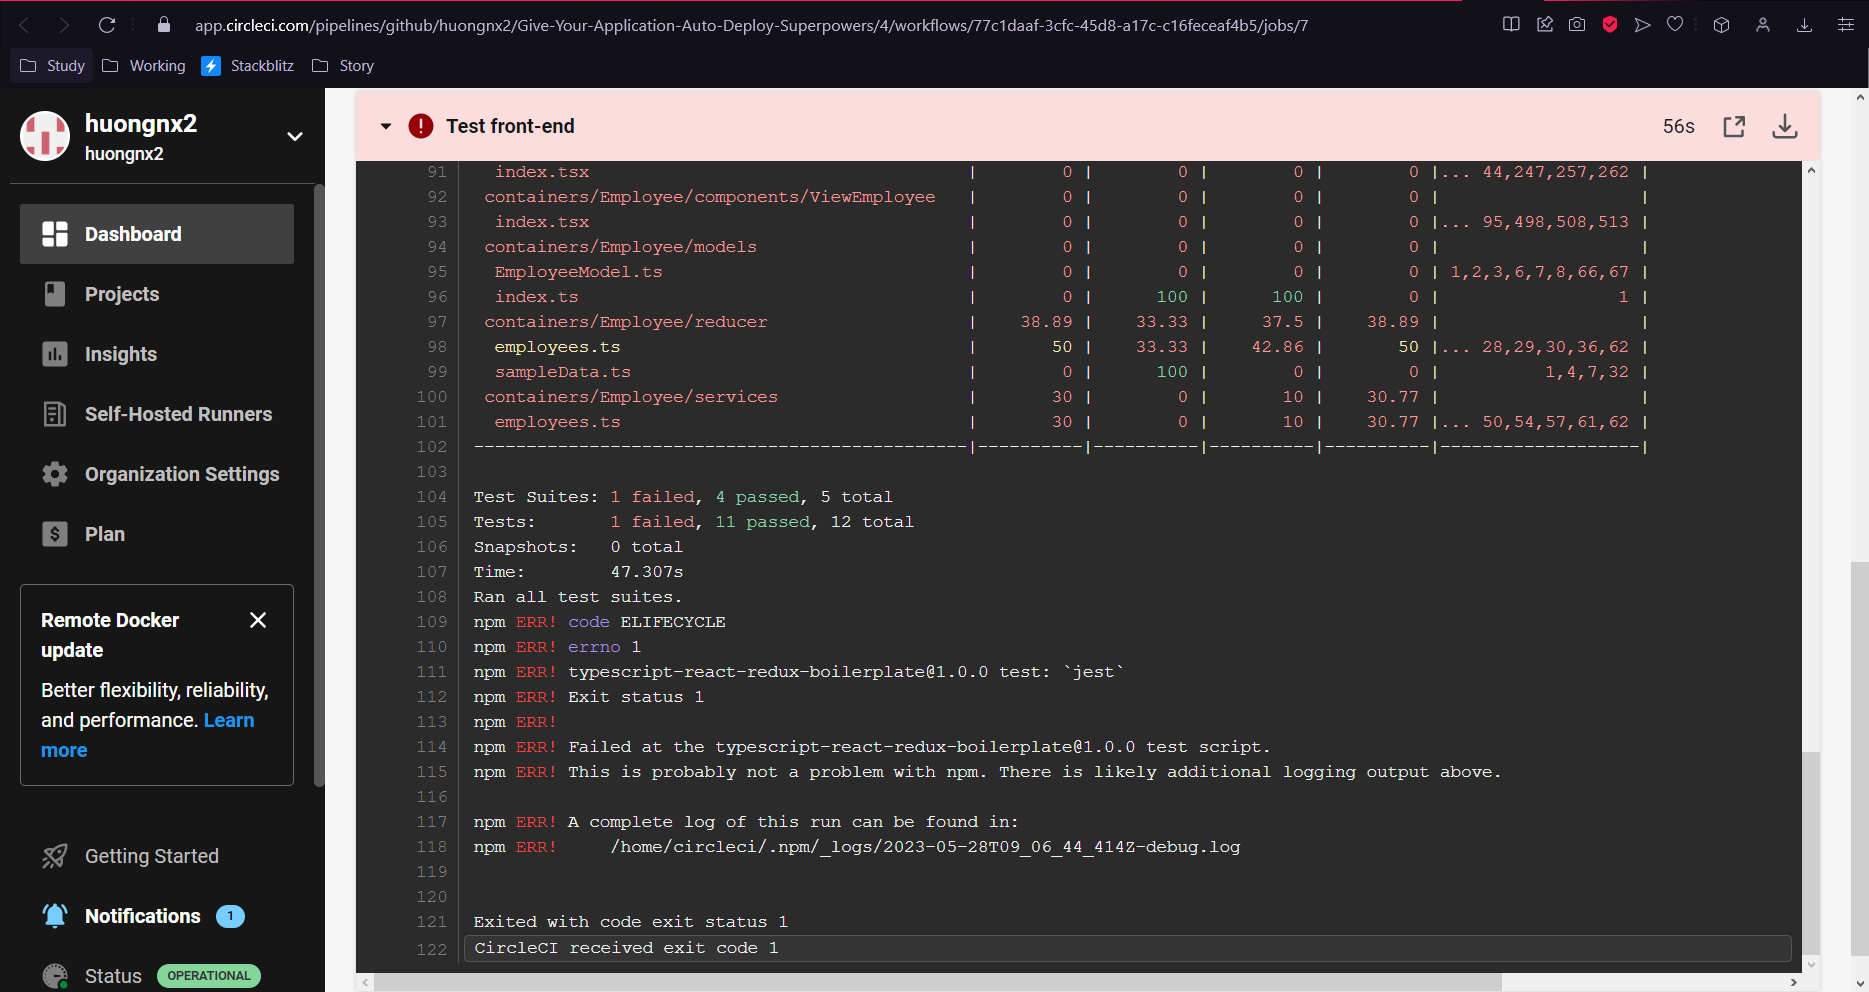 app.circleci.com/pipelines/github/huongnx2/Give-Your-Application-Auto-Deploy-Superpowers/4/workflows/77c1daaf-3cfc-45d8-a17c-c16feceaf4b5/jobs/7
Study Working Stackblitz Story
huongnx2
huongnx2
Dashboard
Projects
Insights
Self-Hosted Runners
Organization Settings
$ Plan
Remote Docker
update
Better flexibility, reliability,
and performance. Learn
more
Getting Started
Notifications 1
Status OPERATIONAL
! Test front-end 56s
91 index.tsx | 0 | 0 | 0 | 0 |... 44,247,257,262 |
92 containers/Employee/components/ViewEmployee | 0 | 0 | 0 | 0 | |
93 index.tsx | 0 | 0 | 0 | 0 |... 95,498,508,513 |
94 containers/Employee/models | 0 | 0 | 0 | 0 | |
95 EmployeeModel.ts | 0 | 0 | 0 | 0 | 1,2,3,6,7,8,66,67 |
96 index.ts | 0 | 100 | 100 | 0 | 1 |
97 containers/Employee/reducer | 38.89 | 33.33 | 37.5 | 38.89 | |
98 employees.ts | 50 | 33.33 | 42.86 | 50 |... 28,29,30,36,62 |
99 sampleData.ts | 0 | 100 | 0 | 0 | 1,4,7,32 |
100 containers/Employee/services | 30 | 0 | 10 | 30.77 | |
101 employees.ts | 30 | 0 | 10 | 30.77 |... 50,54,57,61,62 |
102 -----------------------------------------------|----------|----------|----------|----------|-------------------|
103
104 Test Suites: 1 failed, 4 passed, 5 total
105 Tests: 1 failed, 11 passed, 12 total
106 Snapshots: 0 total
107 Time: 47.307s
108 Ran all test suites.
109 npm ERR! code ELIFECYCLE
110 npm ERR! errno 1
111 npm ERR! typescript-react-redux-boilerplate@1.0.0 test: `jest`
112 npm ERR! Exit status 1
113 npm ERR!
114 npm ERR! Failed at the typescript-react-redux-boilerplate@1.0.0 test script.
115 npm ERR! This is probably not a problem with npm. There is likely additional logging output above.
116
117 npm ERR! A complete log of this run can be found in:
118 npm ERR! /home/circleci/.npm/_logs/2023-05-28T09_06_44_414Z-debug.log
119
120
121 Exited with code exit status 1
122 CircleCI received exit code 1